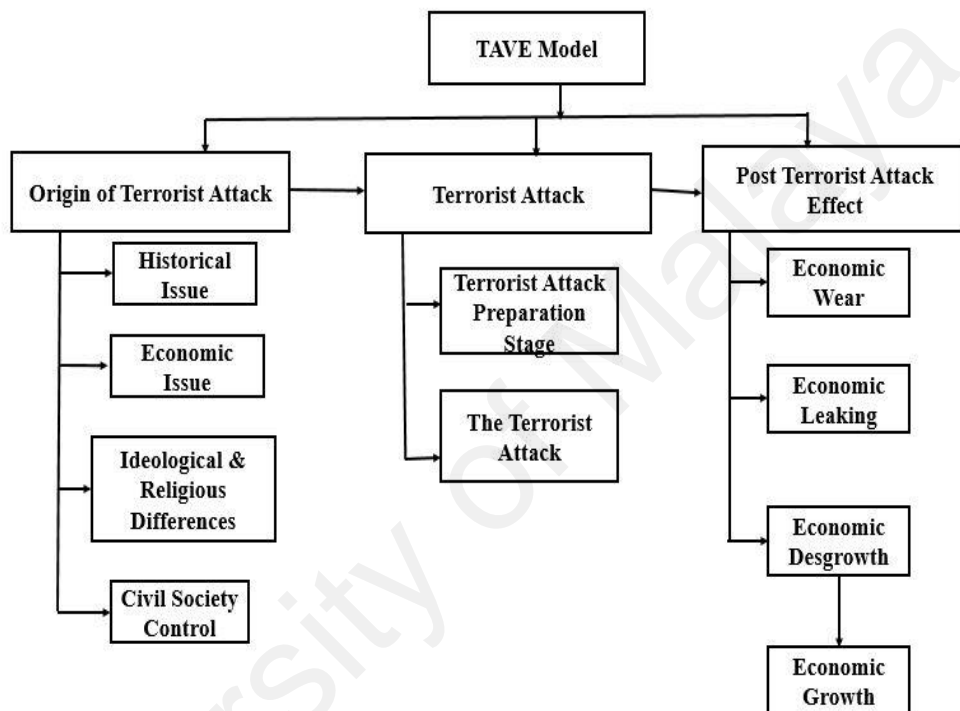 TAVE Model
Origin of Terrorist Attack
Terrorist Attack
Post Terrorist Attack
Effect
Historical
Issue
Economic
Issue
Ideological &
Religious
Differences
Civil Society
Control
Terrorist Attack
Preparation
Stage
The Terrorist
Attack
Economic
Wear
Economic
Leaking
Economic
Desgrowth
Economic
Growth
ersity of Malaya